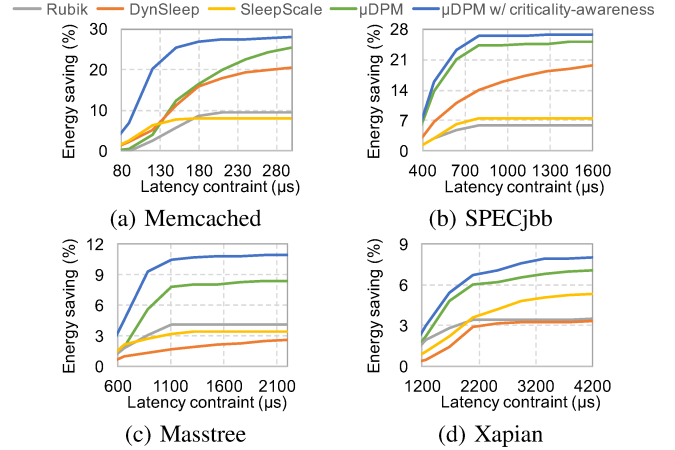 Rubik DynSleep SleepScale µDPM µDPM w/ criticality-awareness
Energy saving (%)
30
20
10
0
80 130 180 230 280
Latency contraint (µs)
(a) Memcached
Energy saving (%)
28
21
14
7
0
400 700 1000 1300 1600
Latency contraint (µs)
(b) SPECjbb
Energy saving (%)
12
9
6
3
0
600 1100 1600 2100
Latency contraint (µs)
(c) Masstree
Energy saving (%)
9
6
3
0
1200 2200 3200 4200
Latency contraint (µs)
(d) Xapian